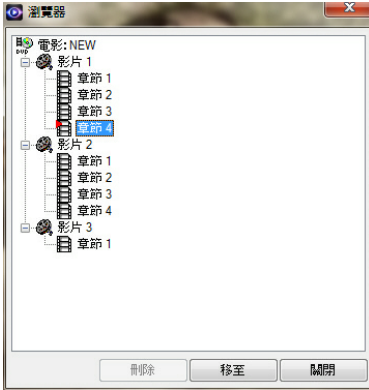 瀏覽器
電影: NEW
影片 1
章節 1
章節 2
章節 3
章節 4
影片 2
章節 1
章節 2
章節 3
章節 4
影片 3
章節 1
刪除 移至 關閉